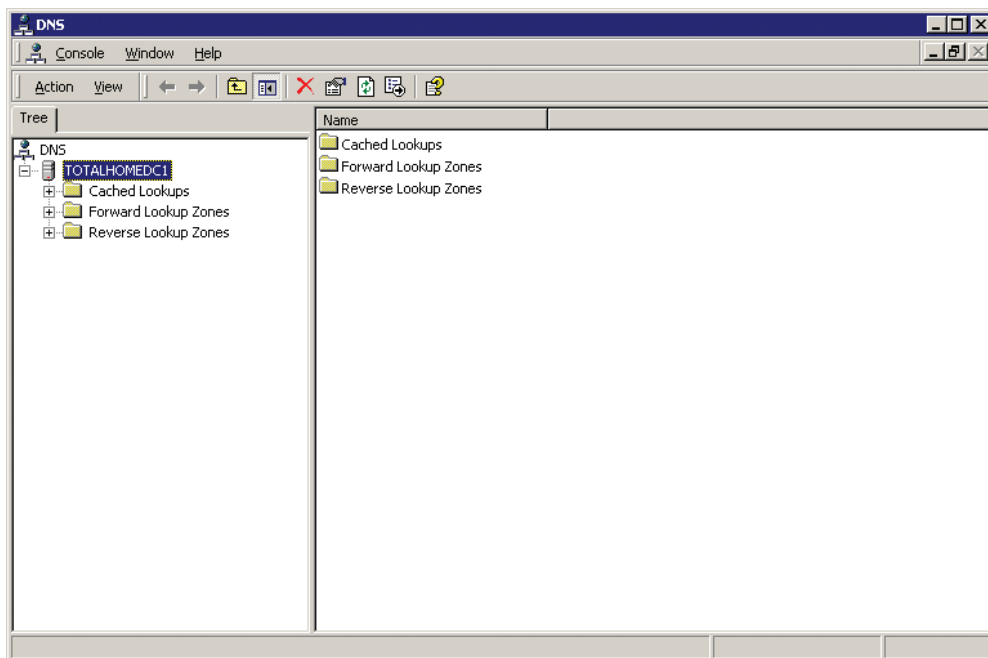 DNS
Console Window Help
Action View
Tree
Name
DNS
TOTALHOMEDC1
Cached Lookups
Forward Lookup Zones
Reverse Lookup Zones
Cached Lookups
Forward Lookup Zones
Reverse Lookup Zones